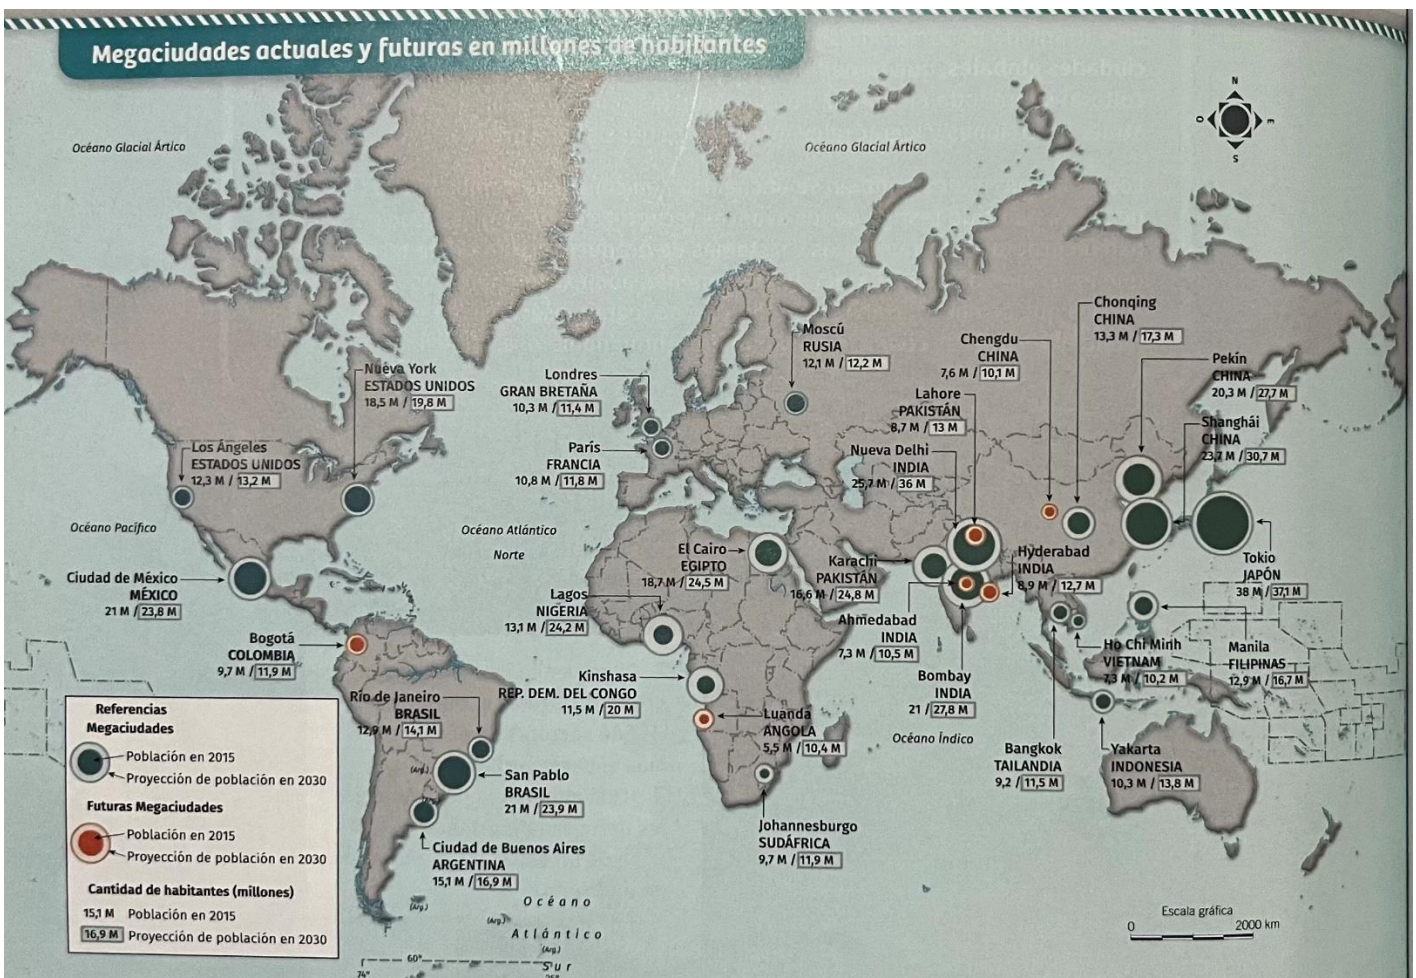 Megaciudades actuales y futuras en millones de habitantes
N
O
E
S
Océano Glacial Ártico
Océano Glacial Ártico
Chonqing
CHINA
13,3 M / 17,3 M
Moscú
RUSIA
12,1 M / 12,2 M
Chengdu
CHINA
7,6 M / 10,1 M
Pekín
CHINA
20,3 M / 27,7 M
Nueva York
ESTADOS UNIDOS
18,5 M / 19,8 M
Londres
GRAN BRETAÑA
10,3 M / 11,4 M
Lahore
PAKISTÁN
8,7 M / 13 M
Shanghái
CHINA
23,7 M / 30,7 M
Los Ángeles
ESTADOS UNIDOS
12,3 M / 13,2 M
París
FRANCIA
10,8 M / 11,8 M
Nueva Delhi
INDIA
25,7 M / 36 M
Océano Pacífico
Océano Atlántico
Norte
El Cairo
EGIPTO
18,7 M / 24,5 M
Karachi
PAKISTÁN
16,6 M / 24,8 M
Hyderabad
INDIA
8,9 M / 12,7 M
Tokio
JAPÓN
38 M / 37,1 M
Ciudad de México
MÉXICO
21 M / 23,8 M
Lagos
NIGERIA
13,1 M / 24,2 M
Ahmedabad
INDIA
7,3 M / 10,5 M
Bogotá
COLOMBIA
9,7 M / 11,9 M
Kinshasa
REP. DEM. DEL CONGO
11,5 M / 20 M
Bombay
INDIA
21 / 27,8 M
Ho Chi Minh
VIETNAM
7,3 M / 10,2 M
Manila
FILIPINAS
12,9 M / 16,7 M
Río de Janeiro
BRASIL
12,9 M / 14,1 M
Luanda
ANGOLA
5,5 M / 10,4 M
Océano Índico
Bangkok
TAILANDIA
9,2 / 11,5 M
Yakarta
INDONESIA
10,3 M / 13,8 M
(Arg.)
San Pablo
BRASIL
21 M / 23,9 M
Johannesburgo
SUDÁFRICA
9,7 M / 11,9 M
Ciudad de Buenos Aires
ARGENTINA
15,1 M / 16,9 M
Referencias
Megaciudades
Población en 2015
Proyección de población en 2030
Futuras Megaciudades
Población en 2015
Proyección de población en 2030
Cantidad de habitantes (millones)
15,1 M Población en 2015
16,9 M Proyección de población en 2030
(Arg.)
(Arg.)
(Arg.)
Océano
Atlántico
Sur
60°
74°
Escala gráfica
0 2000 km